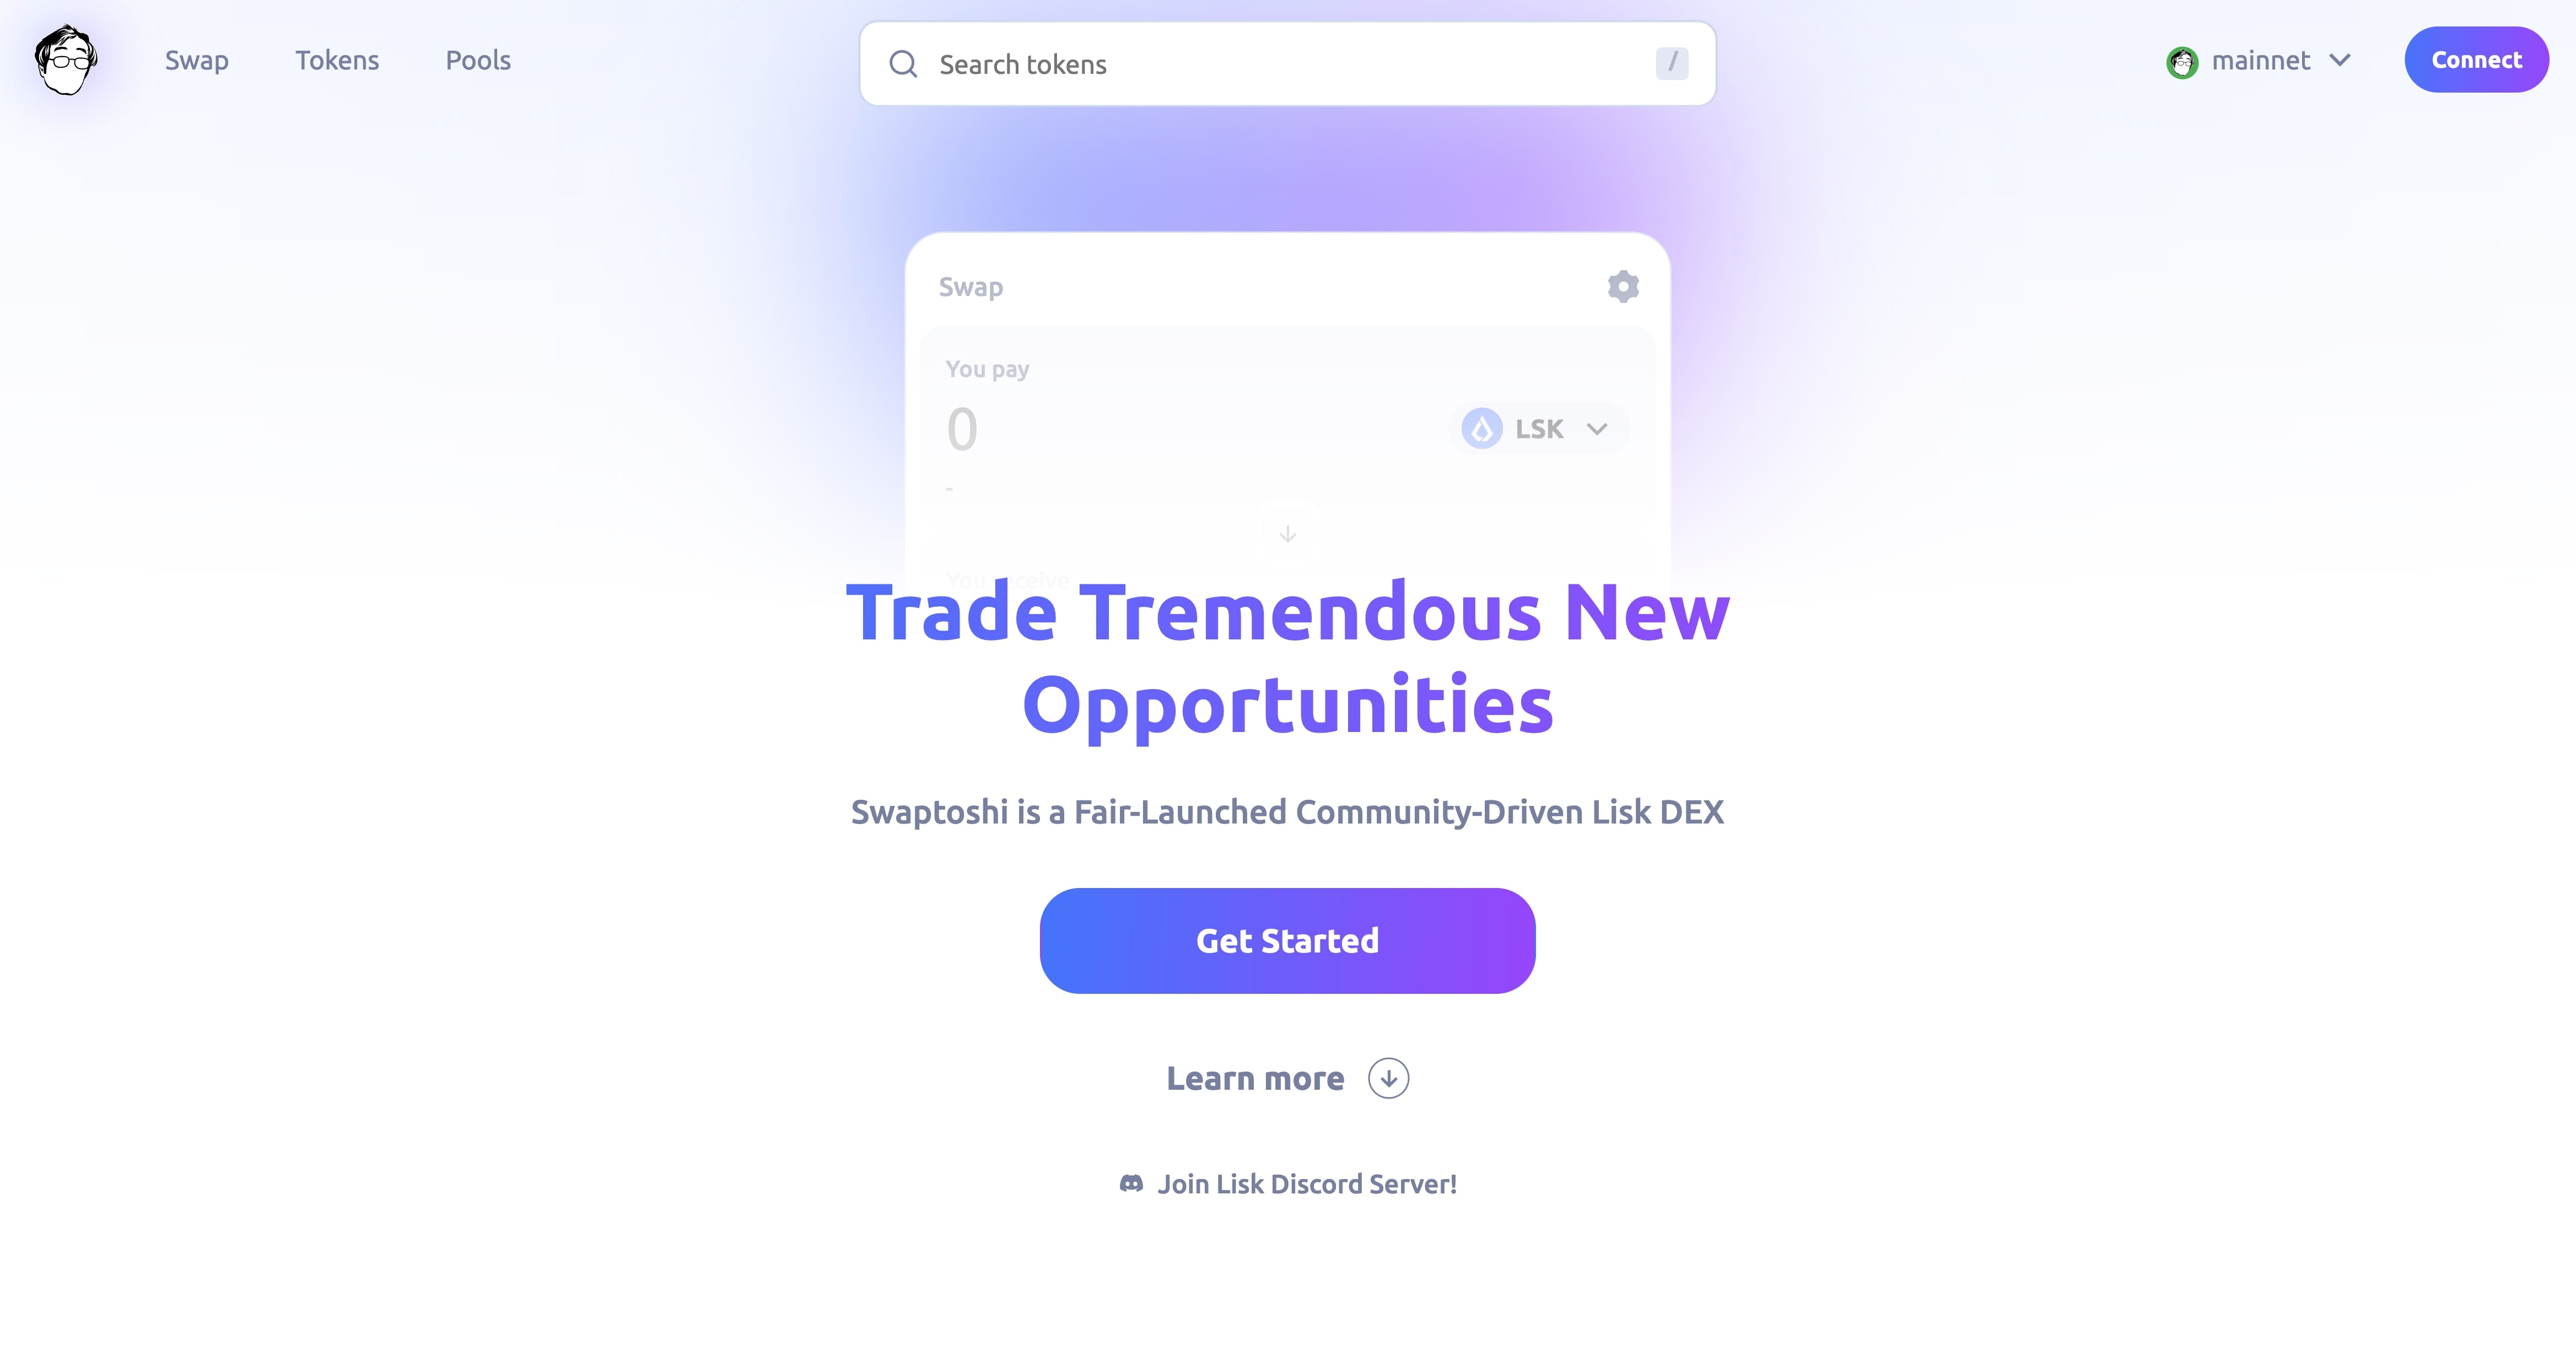 Swap
Tokens
Pools
Search tokens
/
mainnet
Connect
Swap
You pay
0
LSK
-
You receive
Trade Tremendous New
Opportunities
Swaptoshi is a Fair-Launched Community-Driven Lisk DEX
Get Started
Learn more
Join Lisk Discord Server!